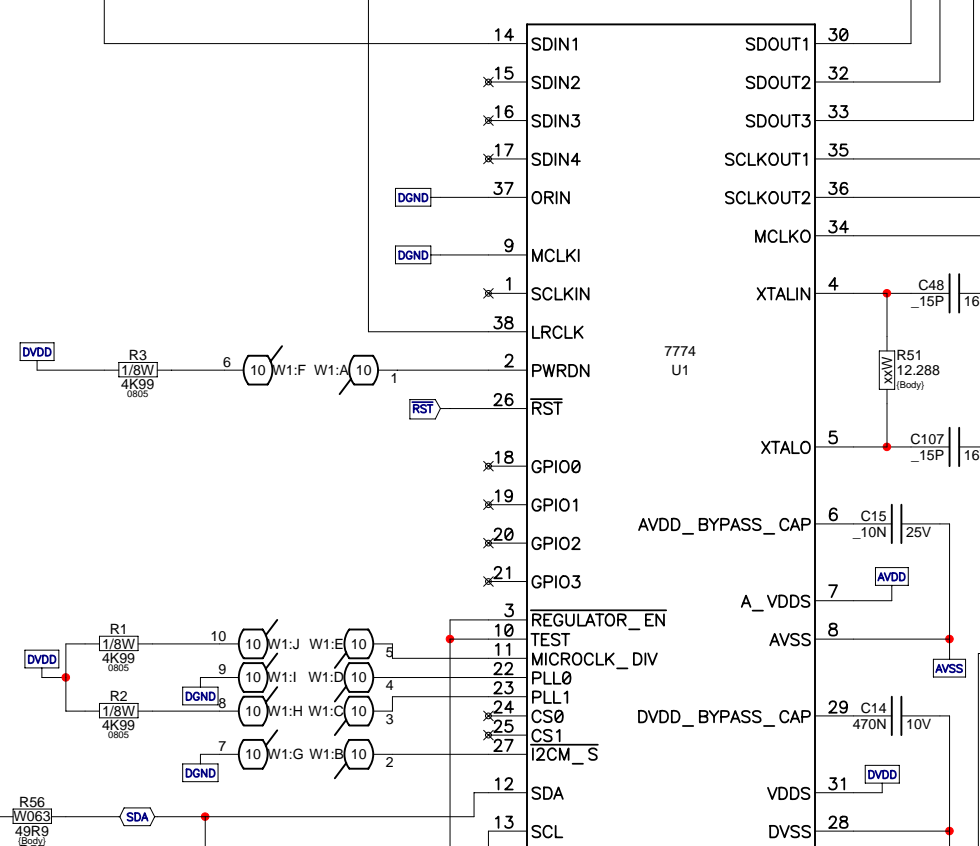 14 SDIN1 SDOUT1 30
15 SDIN2 SDOUT2 32
16 SDIN3 SDOUT3 33
17 SDIN4 SCLKOUT1 35
DGND 37 ORIN SCLKOUT2 36
MCLKO 34
DGND 9 MCLKI
1 SCLKIN XTALIN 4 C48
_15P 16
38 LRCLK
DVDD R3 7774 R51
1/8W 6 10 W1:F W1:A 10 1 2 PWRDN U1 XXX 12.288
4K99 (Body)
0805
RST 26 RST
XTALO 5 C107
_15P 16
18 GPIO0
19 GPIO1
AVDD_BYPASS_CAP 6 C15
_10N 25V
20 GPIO2
21 GPIO3 AVDD
A_VDDS 7
3 REGULATOR_EN
R1 10 TEST AVSS 8
1/8W 10 10 W1:J W1:E 10 5
4K99 11 MICROCLK_DIV
0805
DVDD AVSS
9 10 W1:I W1:D 10 4 22 PLL0
DGND
R2 23 PLL1
1/8W 8 10 W1:H W1:C 10 3
4K99 24 CS0 DVDD_BYPASS_CAP 29 C14
0805 470N 10V
25 CS1
7 10 W1:G W1:B 10 2 27 I2CM_S
DGND DVDD
12 SDA VDDS 31
R56
W063 SDA
49R9 13 SCL DVSS 28
(Body)